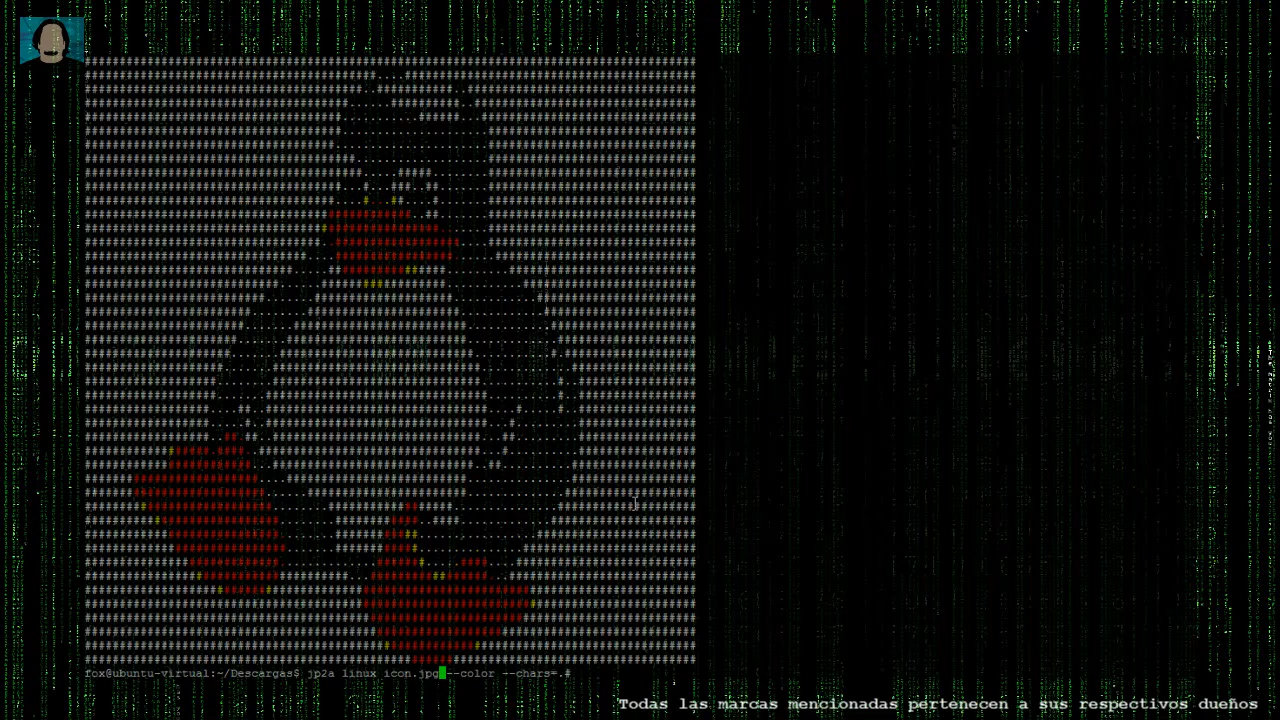 fox@ubuntu-virtual:~/Descargas$ jp2a linux icon.jpg --color --chars=.#
Todas las marcas mencionadas pertenecen a sus respectivos dueños